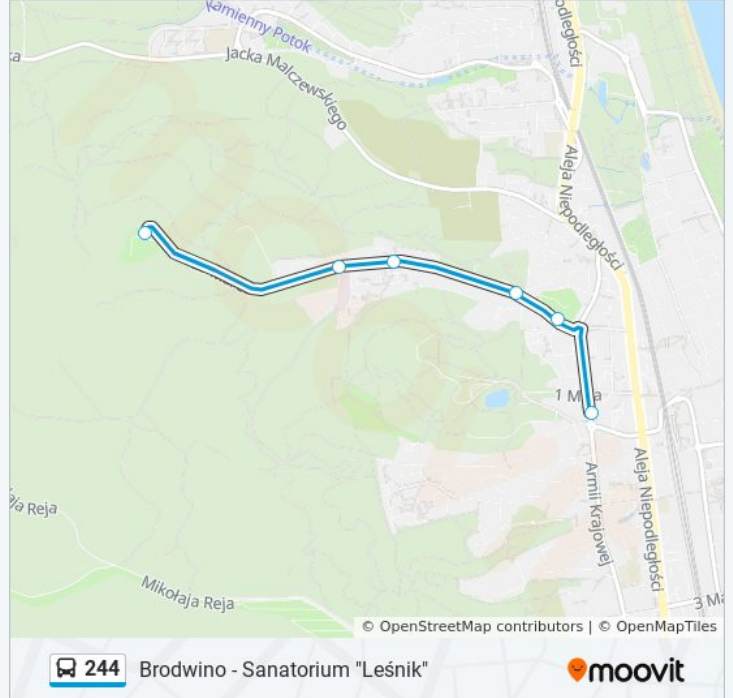 Kamienny Potok
Jacka Malczewskiego
Aleja Niepodległości
Aleja Niepodległości
1 Maja
Armii Krajowej
Aleja Niepodległości
Mikołaja Reja
3 Ma
© OpenStreetMap contributors | © OpenMapTiles
244 Brodwino - Sanatorium "Leśnik" moovit